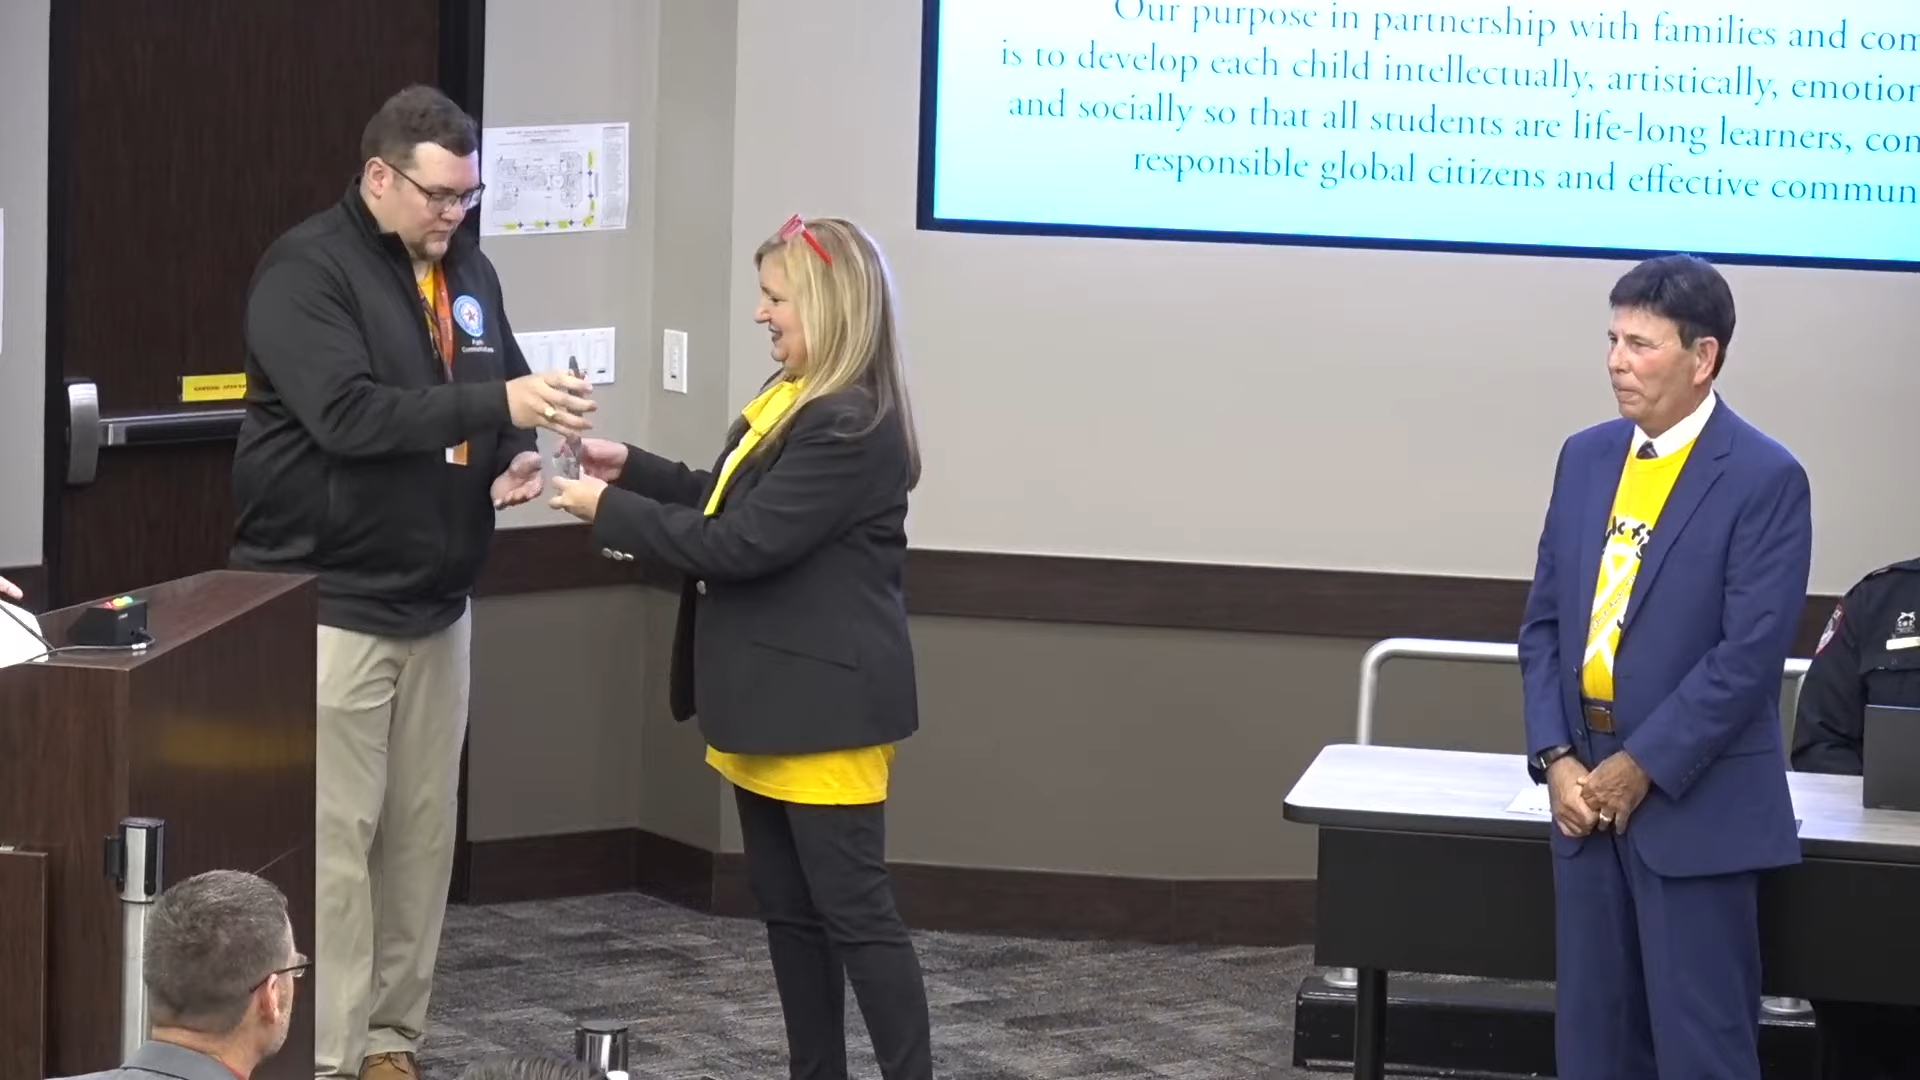 Our purpose in partnership with families and com
is to develop each child intellectually, artistically, emotion
and socially so that all students are life-long learners, con
responsible global citizens and effective commun